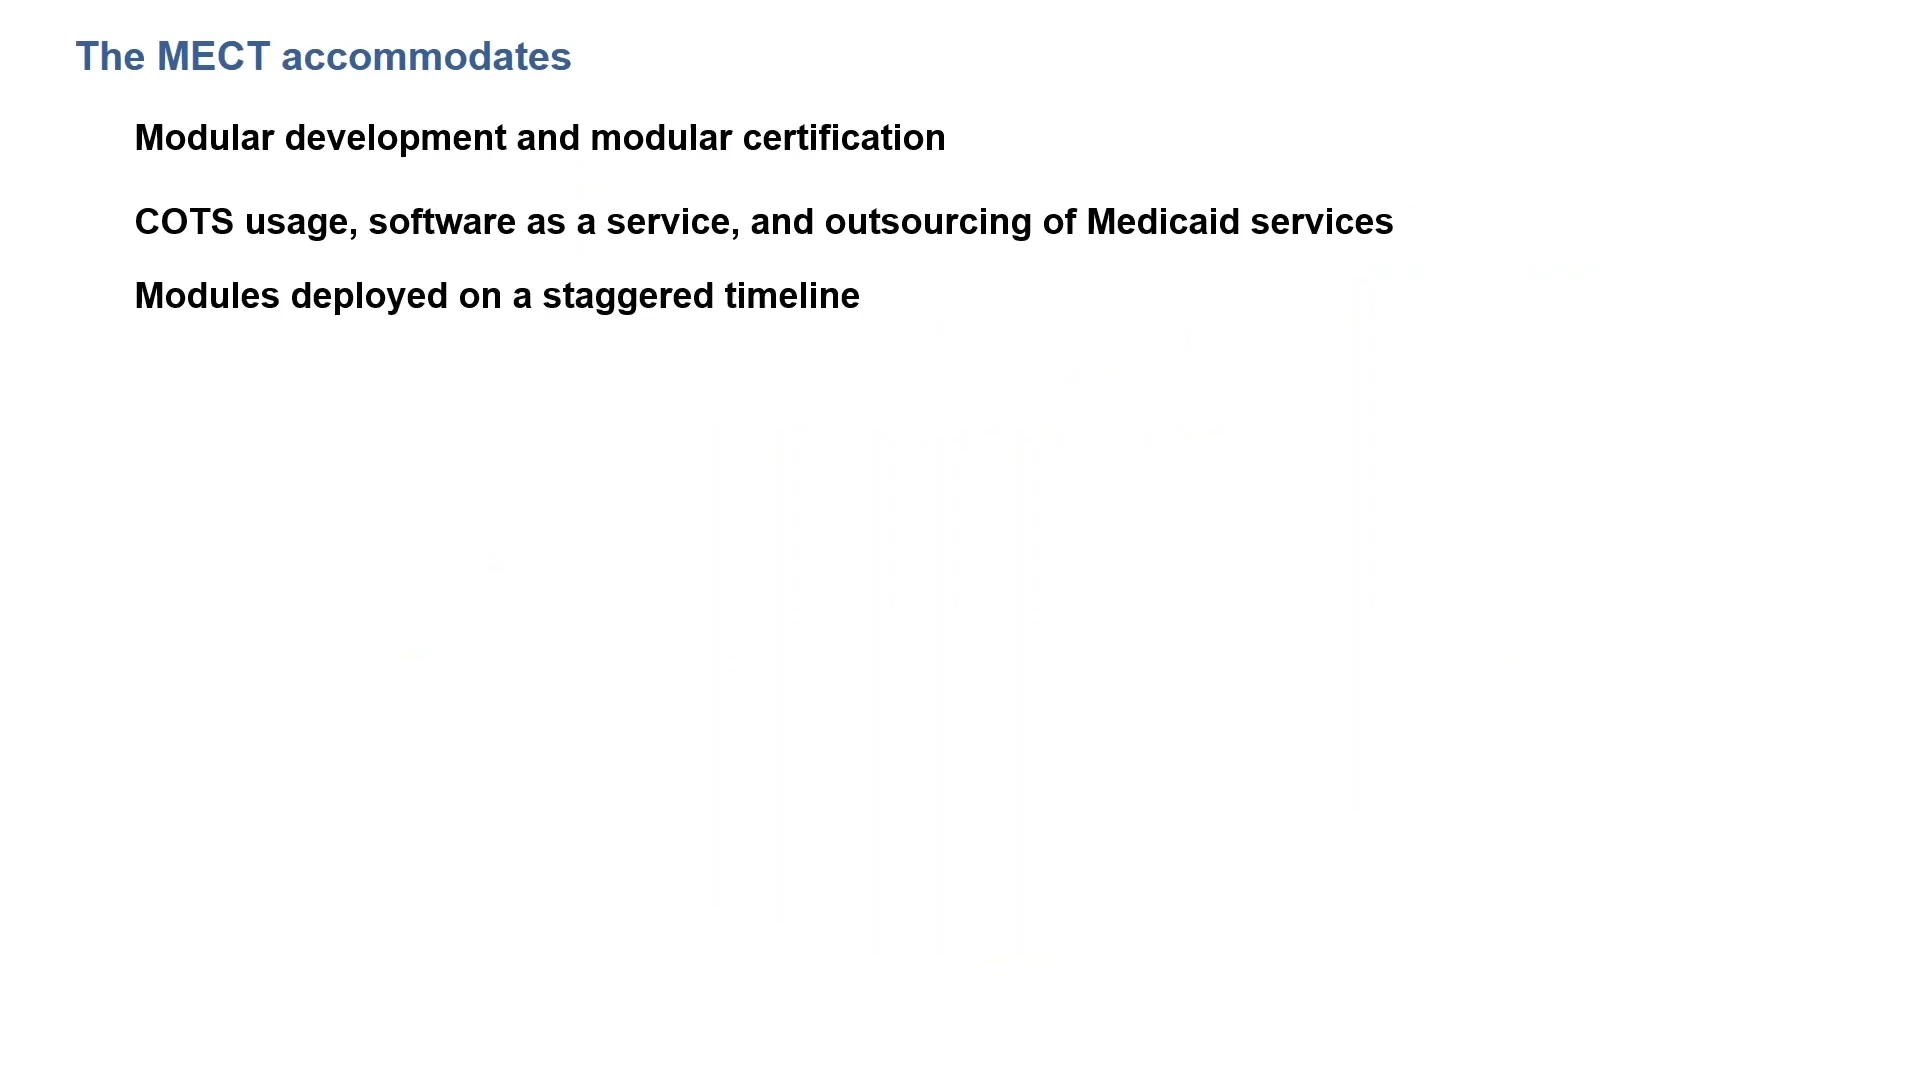 The MECT accommodates
Modular development and modular certification
COTS usage, software as a service, and outsourcing of Medicaid services
Modules deployed on a staggered timeline